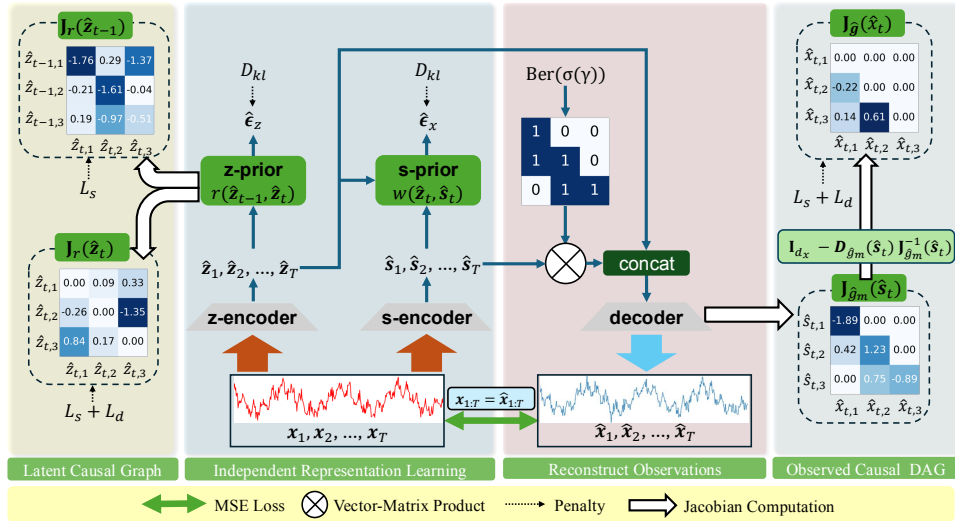 J_r(ẑ_{t−1})
ẑ_{t−1,1} -1.76 0.29 -1.37
ẑ_{t−1,2} -0.21 -1.61 -0.04
ẑ_{t−1,3} 0.19 -0.97 -0.51
ẑ_{t,1} ẑ_{t,2} ẑ_{t,3}
L_s
J_r(ẑ_t)
ẑ_{t,1} 0.00 0.09 0.33
ẑ_{t,2} -0.26 0.00 -1.35
ẑ_{t,3} 0.84 0.17 0.00
ẑ_{t,1} ẑ_{t,2} ẑ_{t,3}
L_s + L_d
Latent Causal Graph
D_{kl}
ϵ̂_z
z-prior
r(ẑ_{t−1}, ẑ_t)
ẑ_1, ẑ_2, ..., ẑ_T
z-encoder
D_{kl}
ϵ̂_x
s-prior
w(ẑ_t, ŝ_t)
ŝ_1, ŝ_2, ..., ŝ_T
s-encoder
x_1, x_2, ..., x_T
Independent Representation Learning
x_{1:T} = x̂_{1:T}
Ber(σ(γ))
1 0 0
1 1 0
0 1 1
concat
decoder
x̂_1, x̂_2, ..., x̂_T
Reconstruct Observations
J_ĝ(x̂_t)
x̂_{t,1} 0.00 0.00 0.00
x̂_{t,2} -0.22 0.00 0.00
x̂_{t,3} 0.14 0.61 0.00
x̂_{t,1} x̂_{t,2} x̂_{t,3}
L_s + L_d
I_{d_x} − D_{ĝ_m}(ŝ_t) J_{ĝ_m}^{−1}(ŝ_t)
J_{ĝ_m}(ŝ_t)
ŝ_{t,1} -1.89 0.00 0.00
ŝ_{t,2} 0.42 1.23 0.00
ŝ_{t,3} 0.00 0.75 -0.89
x̂_{t,1} x̂_{t,2} x̂_{t,3}
Observed Causal DAG
MSE Loss
Vector-Matrix Product
Penalty
Jacobian Computation